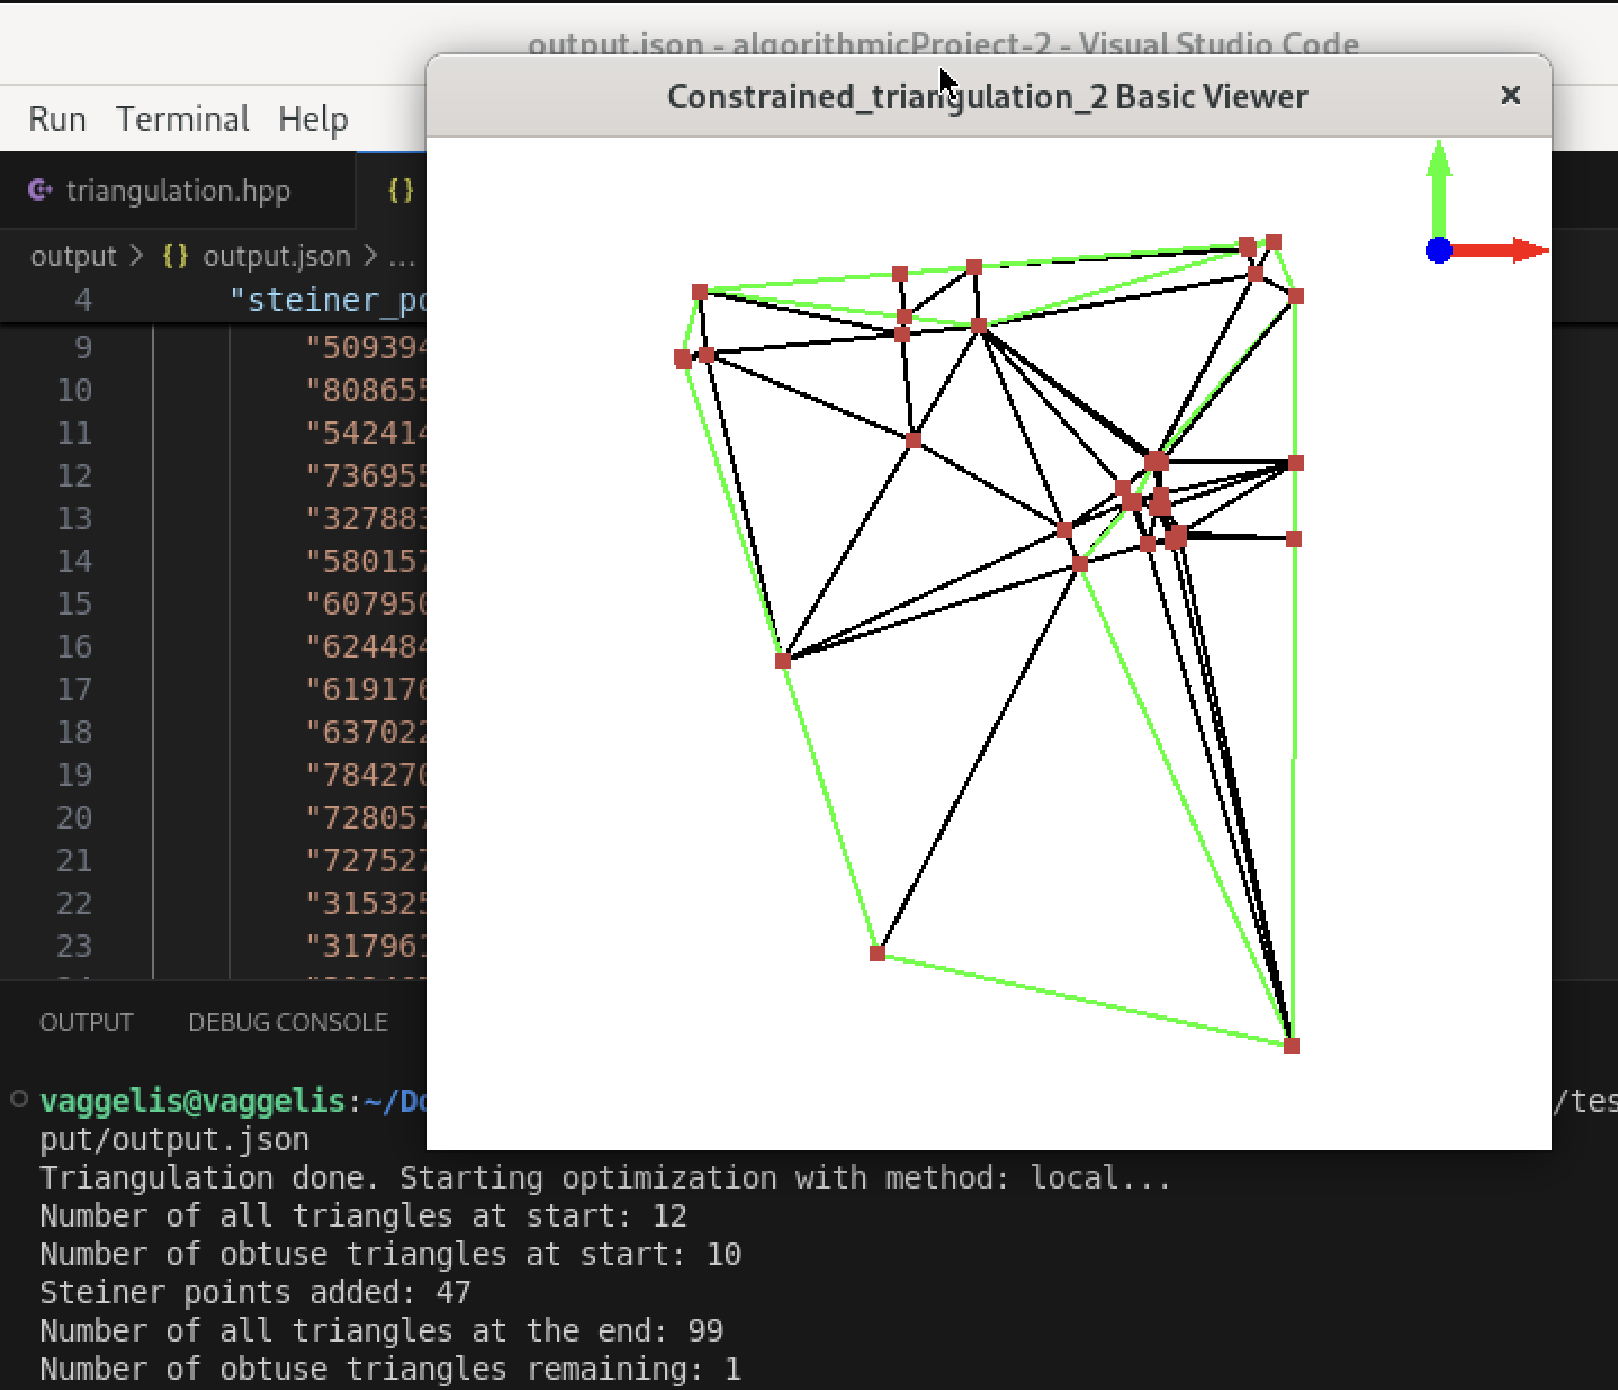 output.json - algorithmicProject-2 - Visual Studio Code
Constrained_triangulation_2 Basic Viewer
Run Terminal Help
triangulation.hpp {}
output > {} output.json > ...
4 "steiner_po
9 "509394
10 "808655
11 "542414
12 "736955
13 "327883
14 "580157
15 "607950
16 "624484
17 "619176
18 "637022
19 "784270
20 "728057
21 "727527
22 "315325
23 "317961
OUTPUT DEBUG CONSOLE
vaggelis@vaggelis:~/Do /tes
put/output.json
Triangulation done. Starting optimization with method: local...
Number of all triangles at start: 12
Number of obtuse triangles at start: 10
Steiner points added: 47
Number of all triangles at the end: 99
Number of obtuse triangles remaining: 1